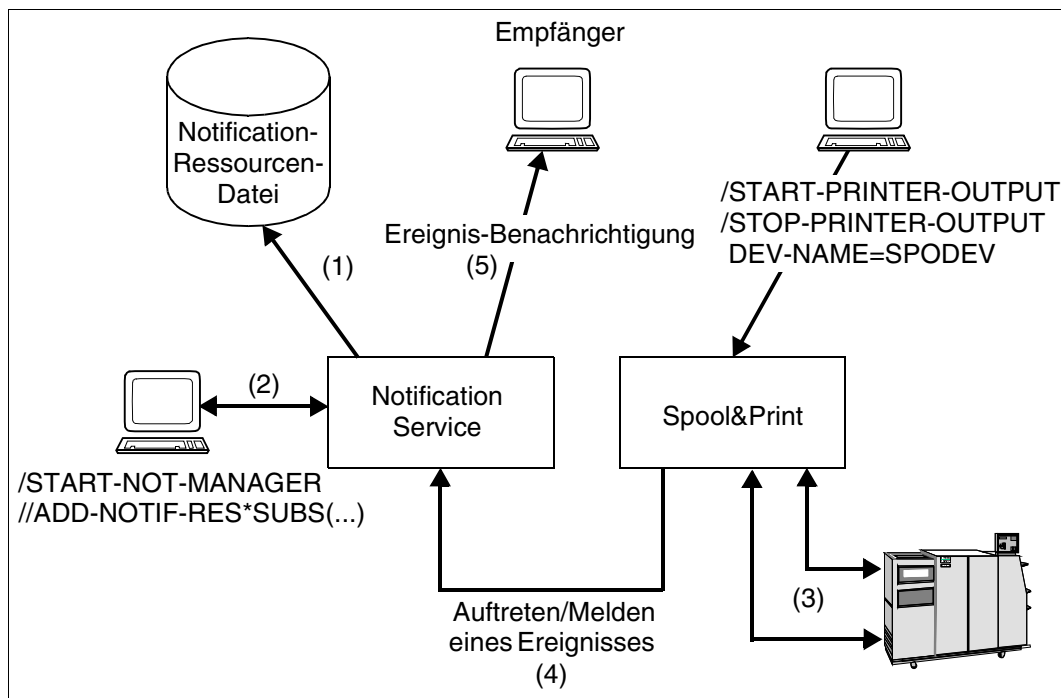 Empfänger
Notification-
Ressourcen-
Datei
/START-PRINTER-OUTPUT
/STOP-PRINTER-OUTPUT
DEV-NAME=SPODEV
Ereignis-Benachrichtigung
(5)
(1)
(2)
Notification
Service
Spool&Print
/START-NOT-MANAGER
//ADD-NOTIF-RES*SUBS(...)
(3)
Auftreten/Melden
eines Ereignisses
(4)